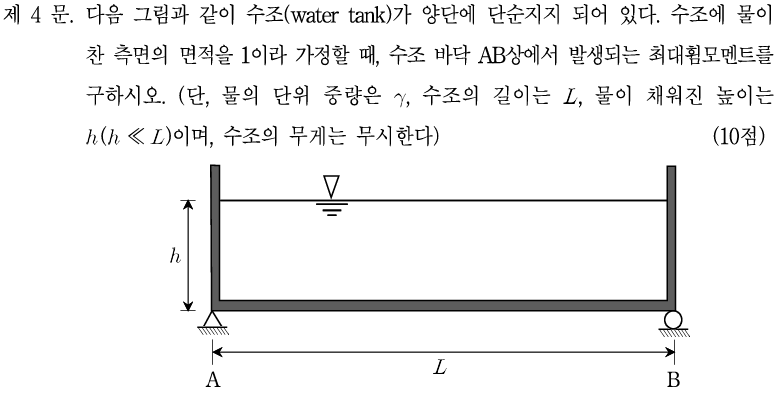 제 4 문. 다음 그림과 같이 수조(water tank)가 양단에 단순지지 되어 있다. 수조에 물이
찬 측면의 면적을 1이라 가정할 때, 수조 바닥 AB상에서 발생되는 최대휨모멘트를
구하시오. (단, 물의 단위 중량은 γ, 수조의 길이는 L, 물이 채워진 높이는
h(h ≪ L)이며, 수조의 무게는 무시한다) (10점)
h
L
A B